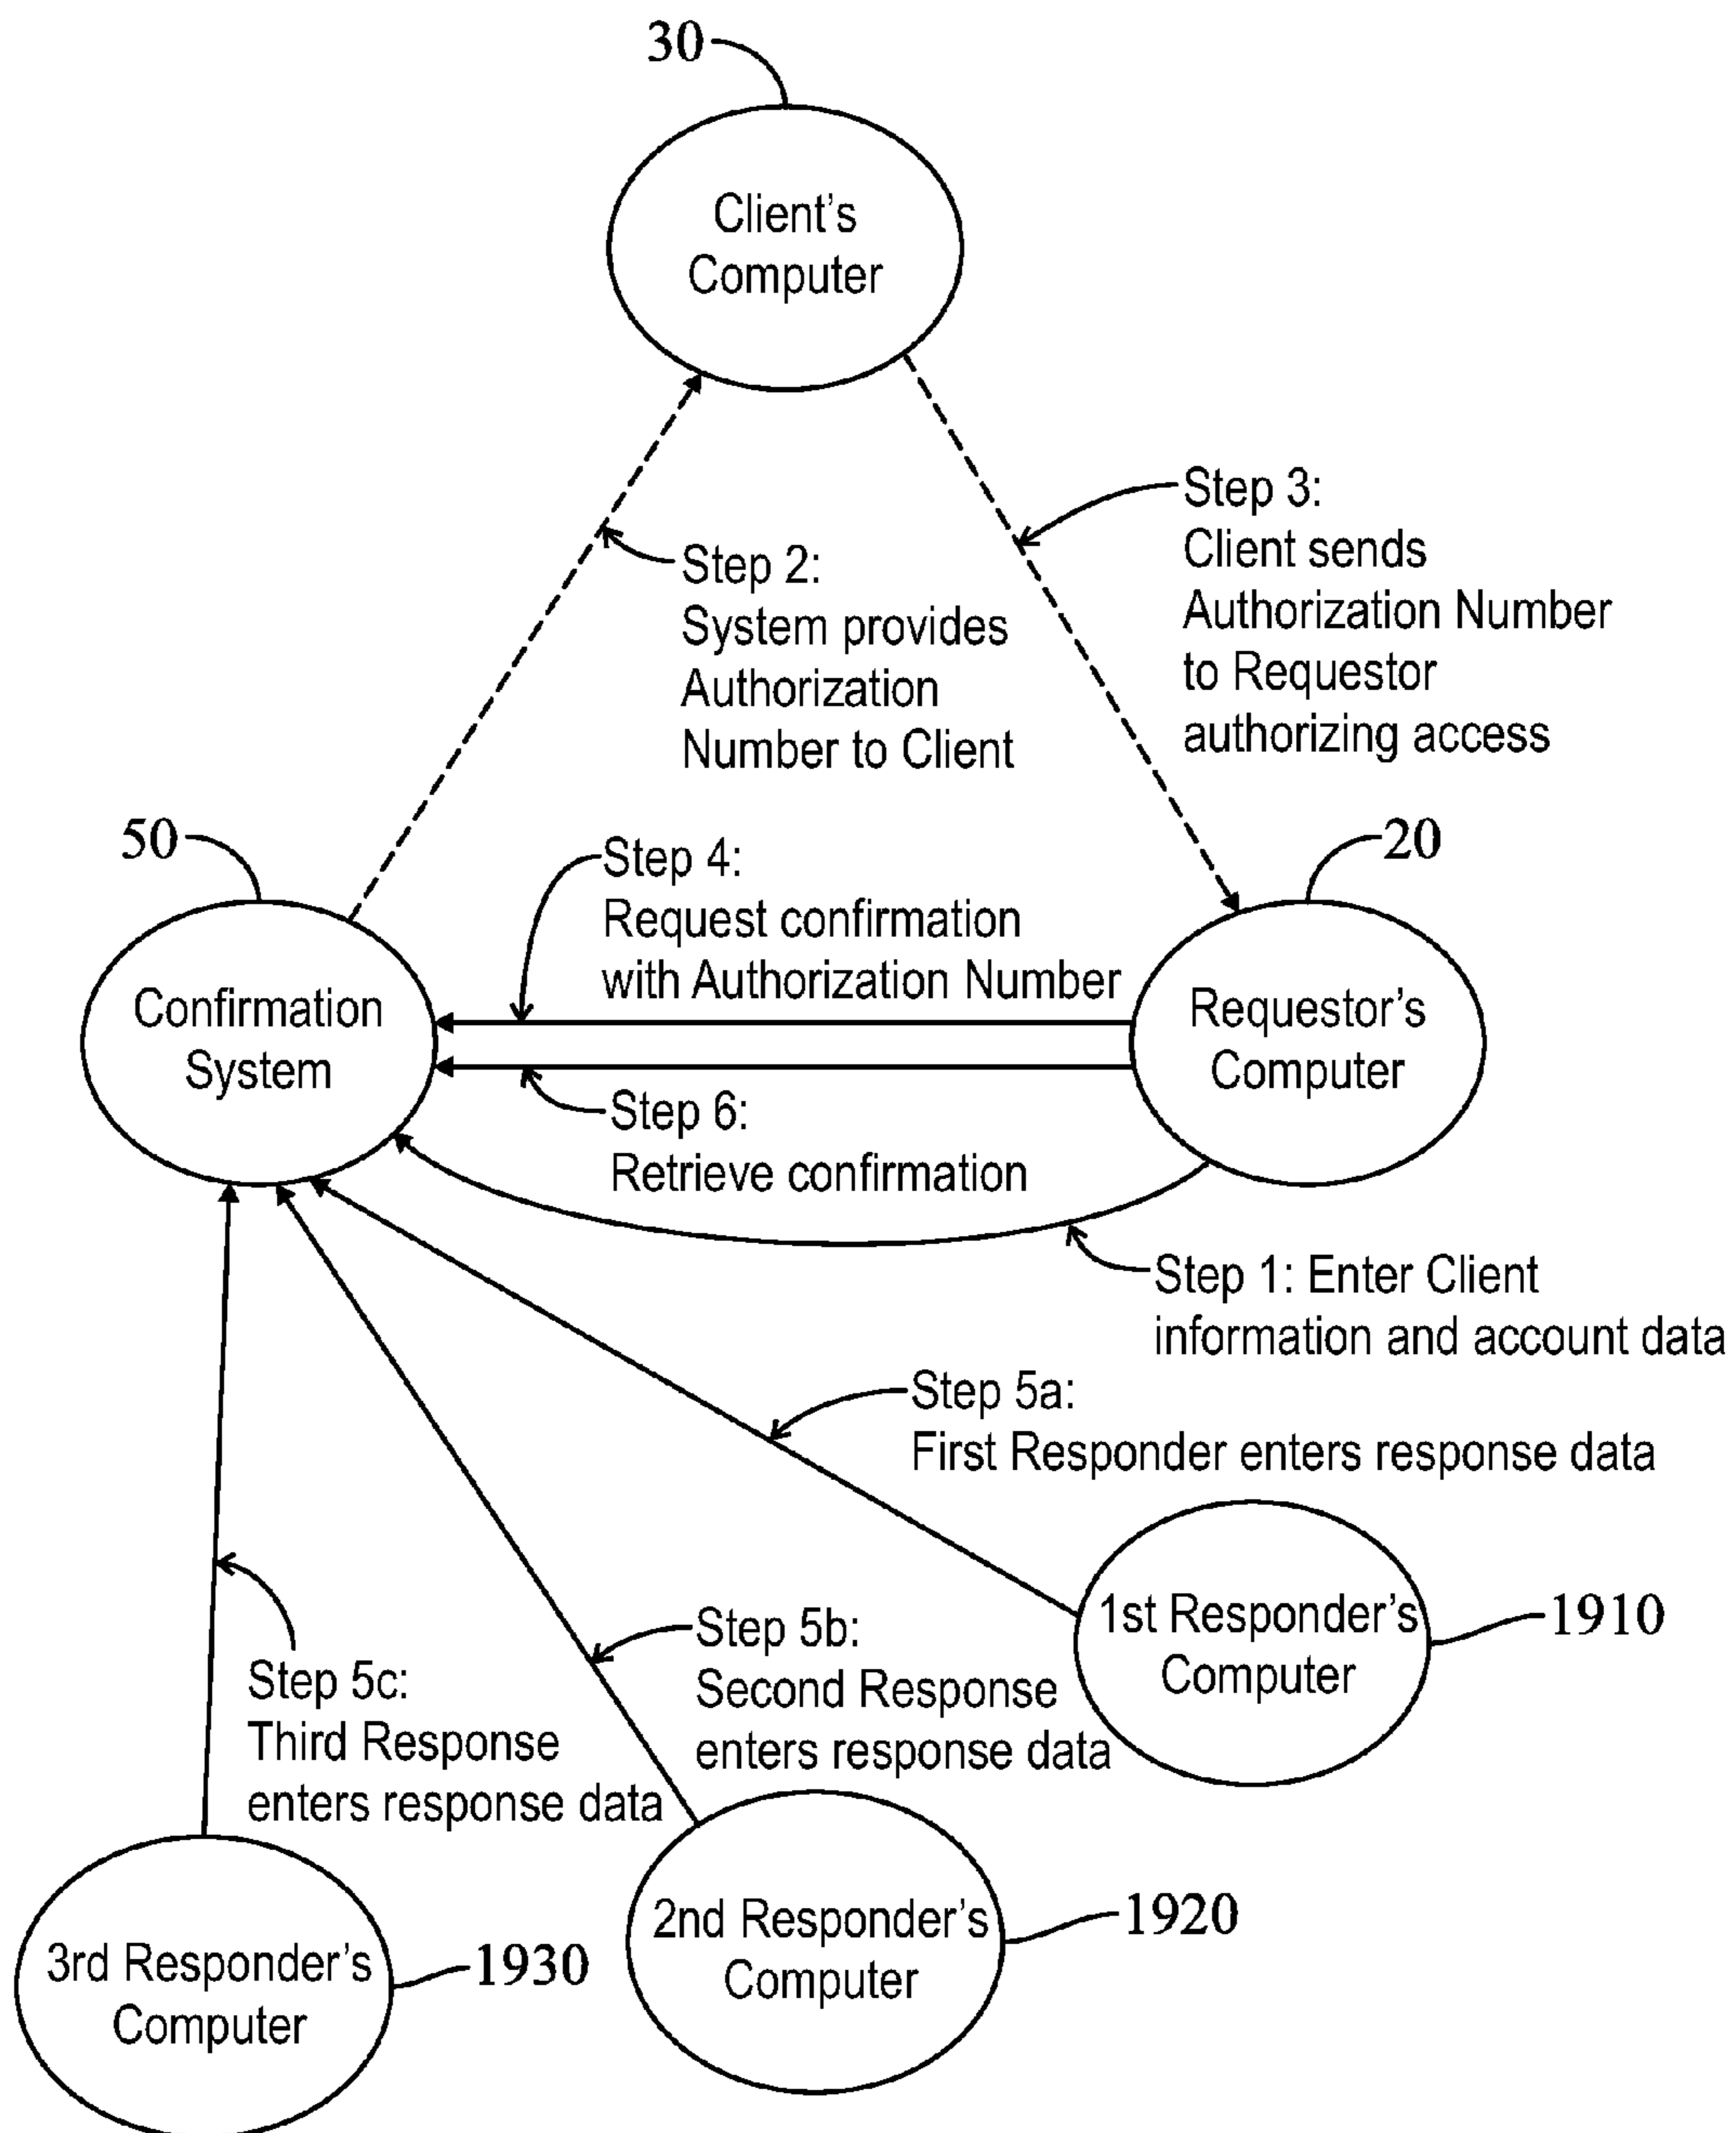 30
Client's
Computer
Step 3:
Client sends
Authorization Number
to Requestor
authorizing access
Step 2:
System provides
Authorization
Number to Client
50
20
Step 4:
Request confirmation
with Authorization Number
Confirmation
System
Requestor's
Computer
Step 6:
Retrieve confirmation
Step 1: Enter Client
information and account data
Step 5a:
First Responder enters response data
1st Responder's
Computer
1910
Step 5b:
Second Response
enters response data
Step 5c:
Third Response
enters response data
2nd Responder's
Computer
1920
3rd Responder's
Computer
1930